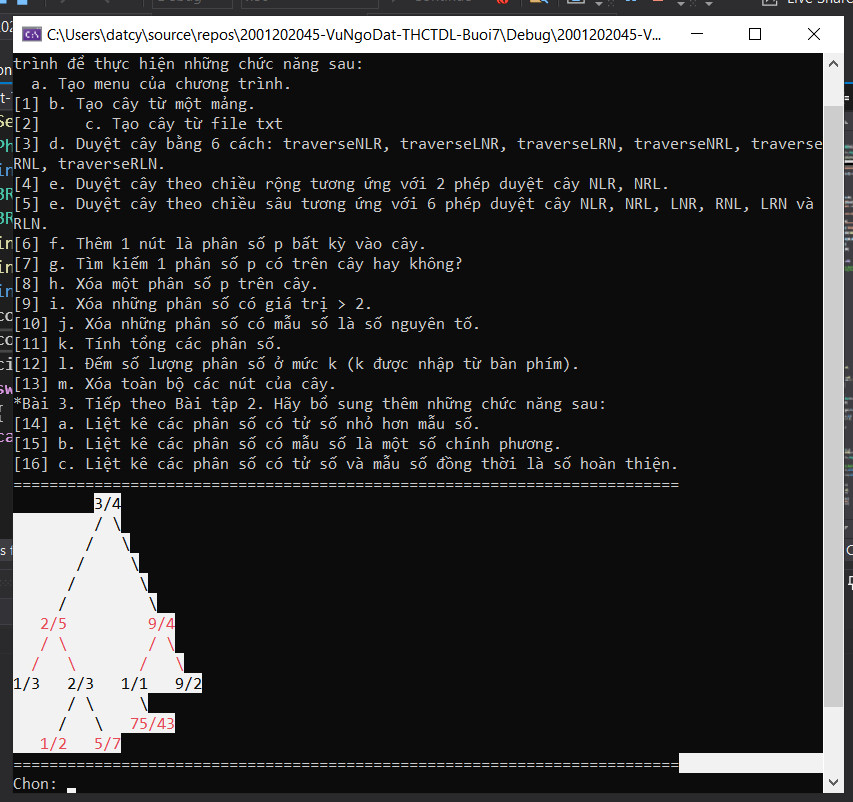 C:\Users\datcy\source\repos\2001202045-VuNgoDat-THCTDL-Buoi7\Debug\2001202045-V...
trình để thực hiện những chức năng sau:
a. Tạo menu của chương trình.
[1] b. Tạo cây từ một mảng.
[2] c. Tạo cây từ file txt
[3] d. Duyệt cây bằng 6 cách: traverseNLR, traverseLNR, traverseLRN, traverseNRL, traverse
RNL, traverseRLN.
[4] e. Duyệt cây theo chiều rộng tương ứng với 2 phép duyệt cây NLR, NRL.
[5] e. Duyệt cây theo chiều sâu tương ứng với 6 phép duyệt cây NLR, NRL, LNR, RNL, LRN và
RLN.
[6] f. Thêm 1 nút là phân số p bất kỳ vào cây.
[7] g. Tìm kiếm 1 phân số p có trên cây hay không?
[8] h. Xóa một phân số p trên cây.
[9] i. Xóa những phân số có giá trị > 2.
[10] j. Xóa những phân số có mẫu số là số nguyên tố.
[11] k. Tính tổng các phân số.
[12] l. Đếm số lượng phân số ở mức k (k được nhập từ bàn phím).
[13] m. Xóa toàn bộ các nút của cây.
*Bài 3. Tiếp theo Bài tập 2. Hãy bổ sung thêm những chức năng sau:
[14] a. Liệt kê các phân số có tử số nhỏ hơn mẫu số.
[15] b. Liệt kê các phân số có mẫu số là một số chính phương.
[16] c. Liệt kê các phân số có tử số và mẫu số đồng thời là số hoàn thiện.
==========================================================================
3/4
/ \
/ \
/ \
/ \
/ \
2/5 9/4
/ \ / \
/ \ / \
1/3 2/3 1/1 9/2
/ \ \
/ \ 75/43
1/2 5/7
==========================================================================
Chon: